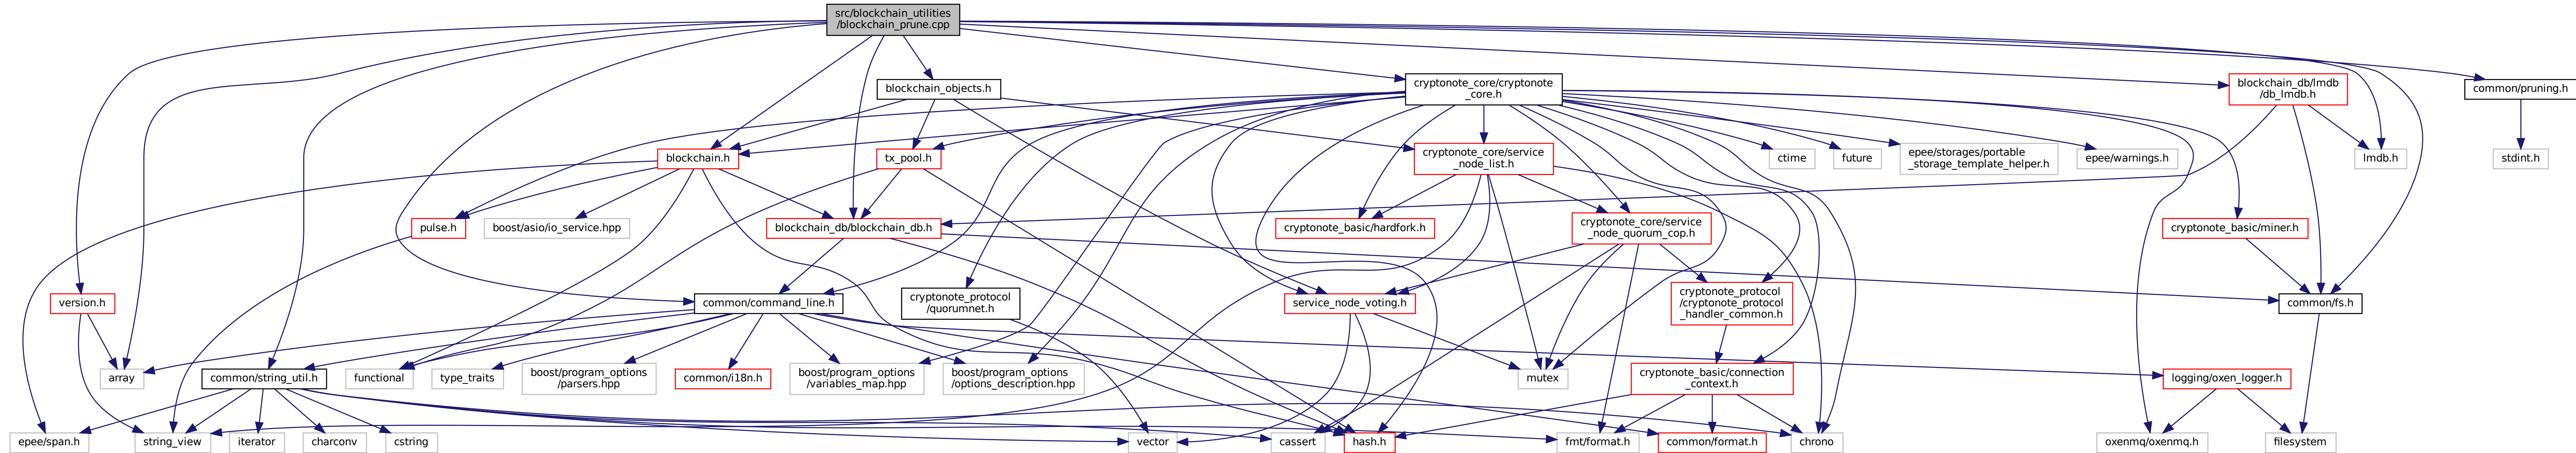 src/blockchain_utilities
/blockchain_prune.cpp
blockchain_objects.h
cryptonote_core/cryptonote
_core.h
blockchain_db/lmdb
/db_lmdb.h
common/pruning.h
blockchain.h
tx_pool.h
cryptonote_core/service
_node_list.h
ctime
future
epee/storages/portable
_storage_template_helper.h
epee/warnings.h
lmdb.h
stdint.h
pulse.h
boost/asio/io_service.hpp
blockchain_db/blockchain_db.h
cryptonote_basic/hardfork.h
cryptonote_core/service
_node_quorum_cop.h
cryptonote_basic/miner.h
version.h
common/command_line.h
cryptonote_protocol
/quorumnet.h
service_node_voting.h
cryptonote_protocol
/cryptonote_protocol
_handler_common.h
common/fs.h
array
common/string_util.h
functional
type_traits
boost/program_options
/parsers.hpp
common/i18n.h
boost/program_options
/variables_map.hpp
boost/program_options
/options_description.hpp
mutex
cryptonote_basic/connection
_context.h
logging/oxen_logger.h
epee/span.h
string_view
iterator
charconv
cstring
vector
cassert
hash.h
fmt/format.h
common/format.h
chrono
oxenmq/oxenmq.h
filesystem